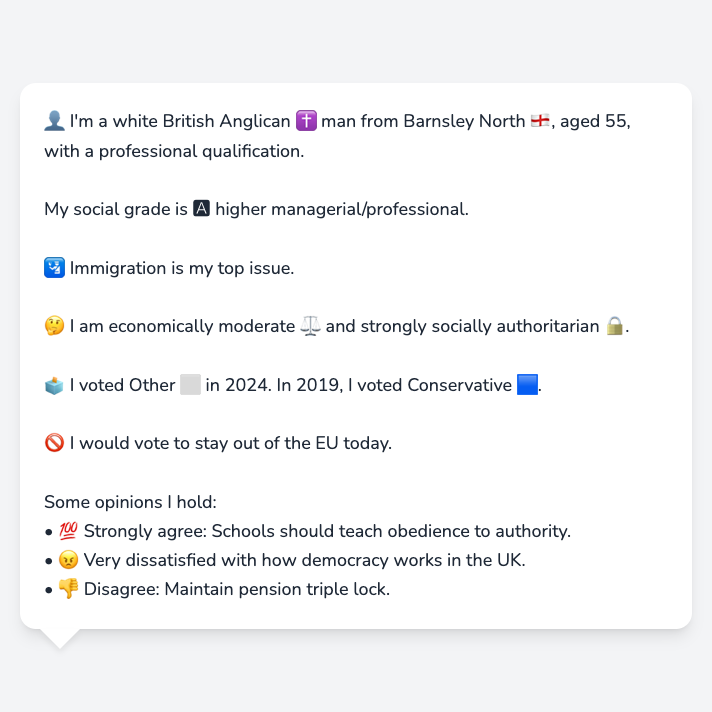 👤 I'm a white British Anglican ✝️ man from Barnsley North 🏴󠁧󠁢󠁥󠁮󠁧󠁿, aged 55,
with a professional qualification.
My social grade is 🅰 higher managerial/professional.
🛂 Immigration is my top issue.
🤔 I am economically moderate ⚖️ and strongly socially authoritarian 🔒.
🗳️ I voted Other ⬜ in 2024. In 2019, I voted Conservative 🟦.
🚫 I would vote to stay out of the EU today.
Some opinions I hold:
• 💯 Strongly agree: Schools should teach obedience to authority.
• 😠 Very dissatisfied with how democracy works in the UK.
• 👎 Disagree: Maintain pension triple lock.